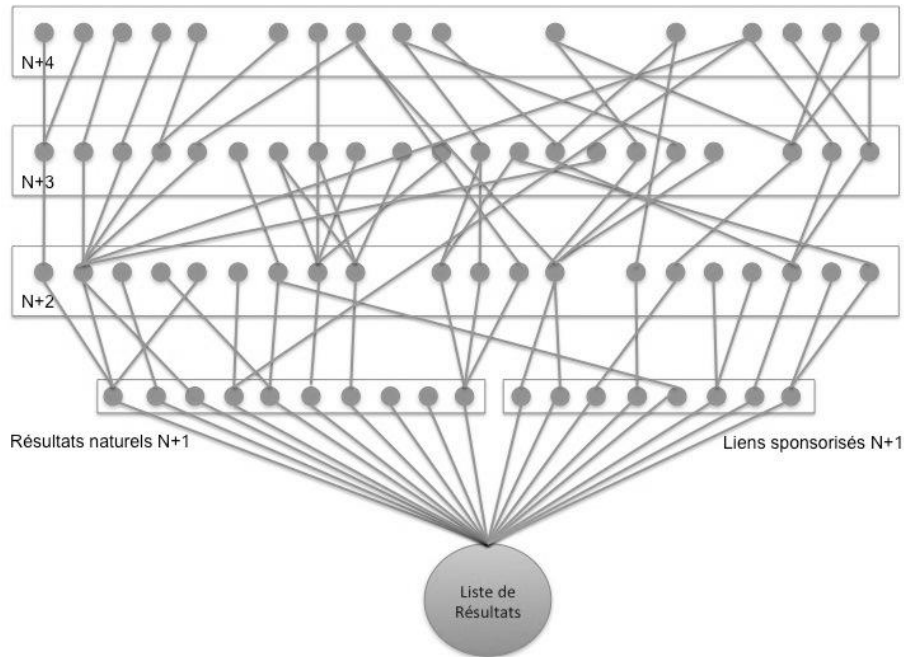 N+4
N+3
N+2
Résultats naturels N+1
Liens sponsorisés N+1
Liste de
Résultats